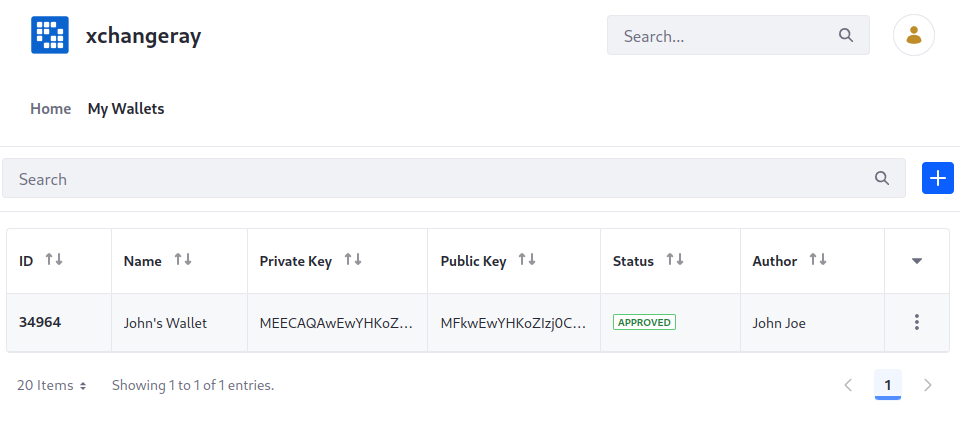 xchangeray
Search...
Home My Wallets
Search
ID Name Private Key Public Key Status Author
34964 John's Wallet MEECAQAwEwYHKoZ... MFkwEwYHKoZIzj0C... APPROVED John Joe
20 Items Showing 1 to 1 of 1 entries. 1